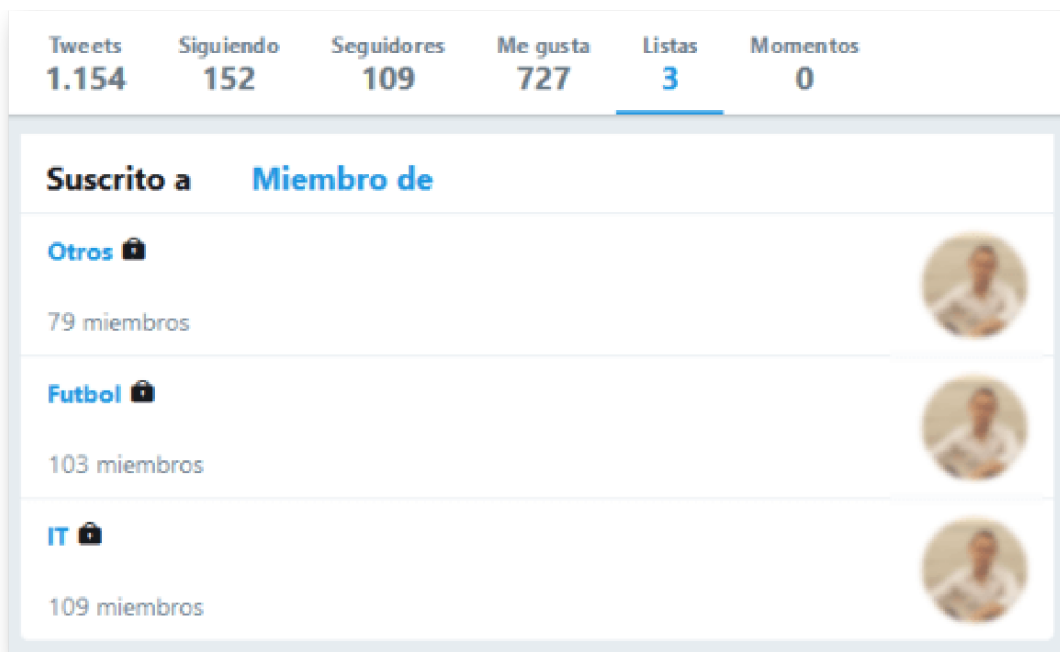 Tweets Siguiendo Seguidores Me gusta Listas Momentos
1.154 152 109 727 3 0
Suscrito a Miembro de
Otros
79 miembros
Futbol
103 miembros
IT
109 miembros